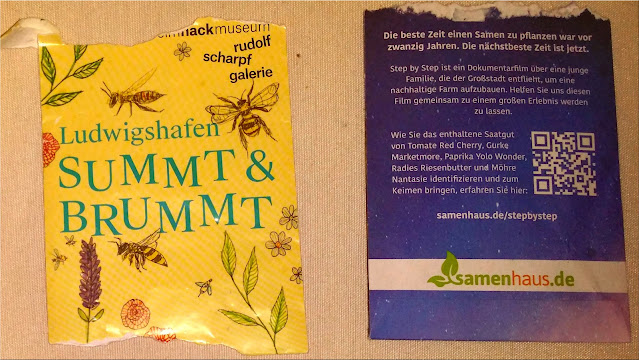 hackmuseum
rudolf
scharpf
galerie
Ludwigshafen
SUMMT &
BRUMMT
Die beste Zeit einen Samen zu pflanzen war vor
zwanzig Jahren. Die nächstbeste Zeit ist jetzt.
Step by Step ist ein Dokumentarfilm über eine junge
Familie, die der Großstadt entflieht, um eine
nachhaltige Farm aufzubauen. Helfen Sie uns diesen
Film gemeinsam zu einem großen Erlebnis werden
zu lassen.
Wie Sie das enthaltene Saatgut
von Tomate Red Cherry, Gurke
Marketmore, Paprika Yolo Wonder,
Radies Riesenbutter und Möhre
Nantaise identifizieren und zum
Keimen bringen, erfahren Sie hier:
samenhaus.de/stepbystep
samenhaus.de